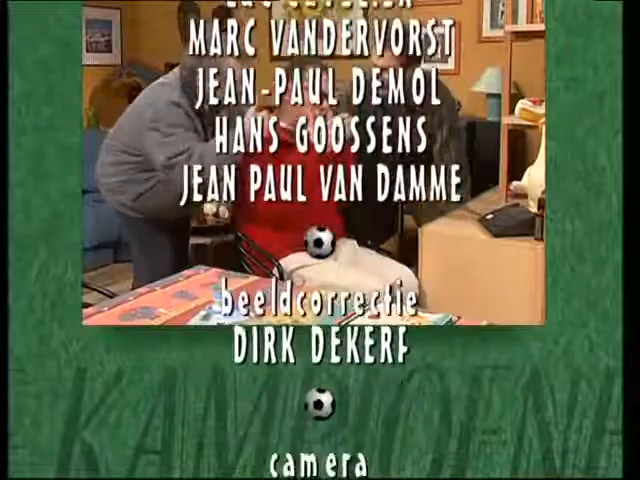 MARC VANDERVORST
JEAN-PAUL DEMOL
HANS GOOSSENS
JEAN PAUL VAN DAMME
beeldcorrectie
DIRK DEKERF
camera